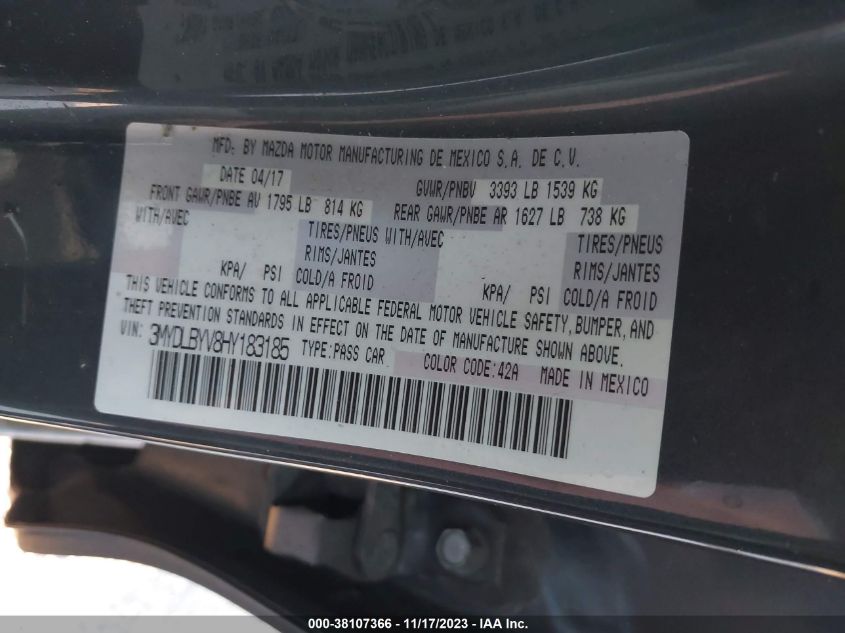 MFD. BY MAZDA MOTOR MANUFACTURING DE MEXICO S.A. DE C.V.
DATE 04/17 GVWR/PNBV 3393 LB 1539 KG
FRONT GAWR/PNBE AV 1795 LB 814 KG REAR GAWR/PNBE AR 1627 LB 738 KG
WITH/AVEC TIRES/PNEUS WITH/AVEC TIRES/PNEUS
RIMS/JANTES RIMS/JANTES
KPA/ PSI COLD/A FROID KPA/ PSI COLD/A FROID
THIS VEHICLE CONFORMS TO ALL APPLICABLE FEDERAL MOTOR VEHICLE SAFETY, BUMPER, AND
THEFT PREVENTION STANDARDS IN EFFECT ON THE DATE OF MANUFACTURE SHOWN ABOVE.
VIN: 3MYDLBYV8HY183185 TYPE:PASS CAR COLOR CODE:42A MADE IN MEXICO
000-38107366 - 11/17/2023 - IAA Inc.